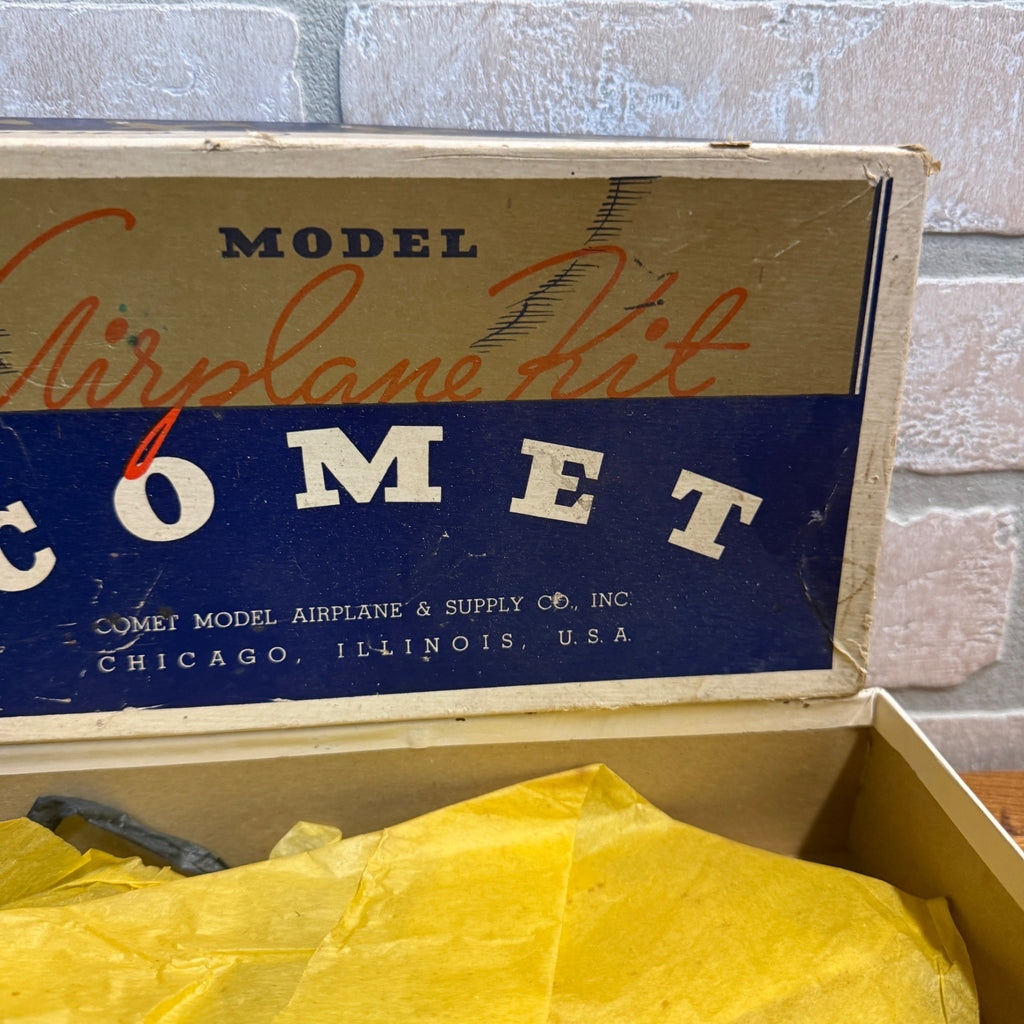 MODEL
Airplane Kit
COMET
COMET MODEL AIRPLANE & SUPPLY CO., INC.
CHICAGO, ILLINOIS, U.S.A.